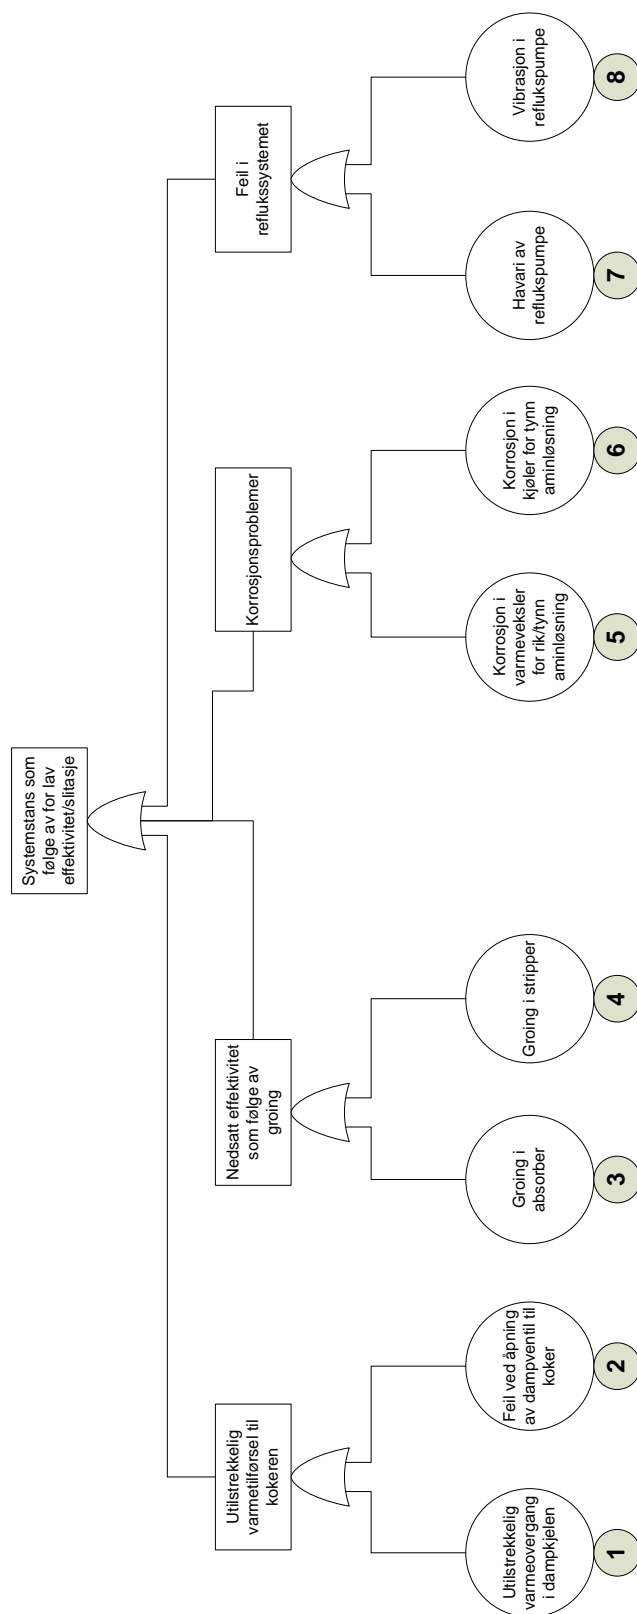 Systemstans som
følge av for lav
effektivitet/slitasje
Utilstrekkelig
varmetilførsel til
kokeren
Nedsatt effektivitet
som følge av
groing
Korrosjonsproblemer
Feil i
reflukssystemet
Utilstrekkelig
varmeovergang
i dampkjelen
1
Feil ved åpning
av dampventil til
koker
2
Groing i
absorber
3
Groing i stripper
4
Korrosjon i
varmeveksler
for rik/tynn
aminløsning
5
Korrosjon i
kjøler for tynn
aminløsning
6
Havari av
reflukspumpe
7
Vibrasjon i
reflukspumpe
8